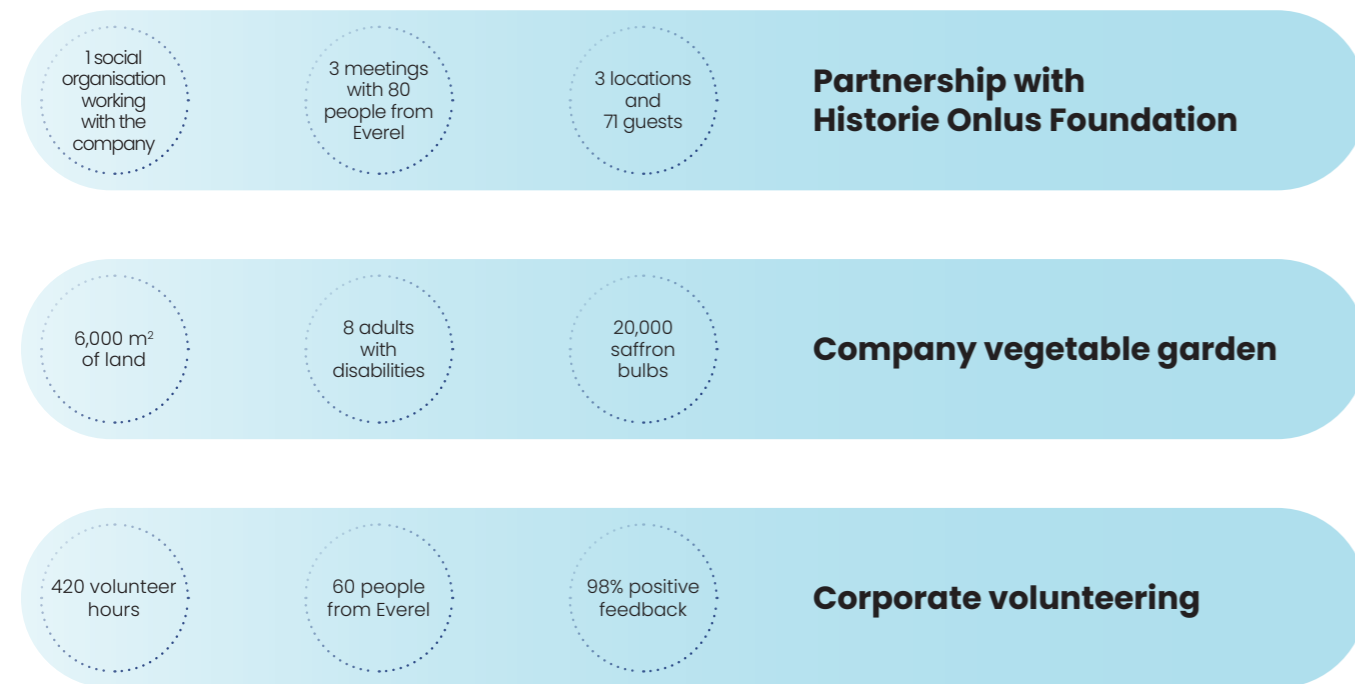 1 social
organisation
working
with the
company
3 meetings
with 80
people from
Everel
3 locations
and
71 guests
Partnership with
Historie Onlus Foundation
6,000 m²
of land
8 adults
with
disabilities
20,000
saffron
bulbs
Company vegetable garden
420 volunteer
hours
60 people
from Everel
98% positive
feedback
Corporate volunteering